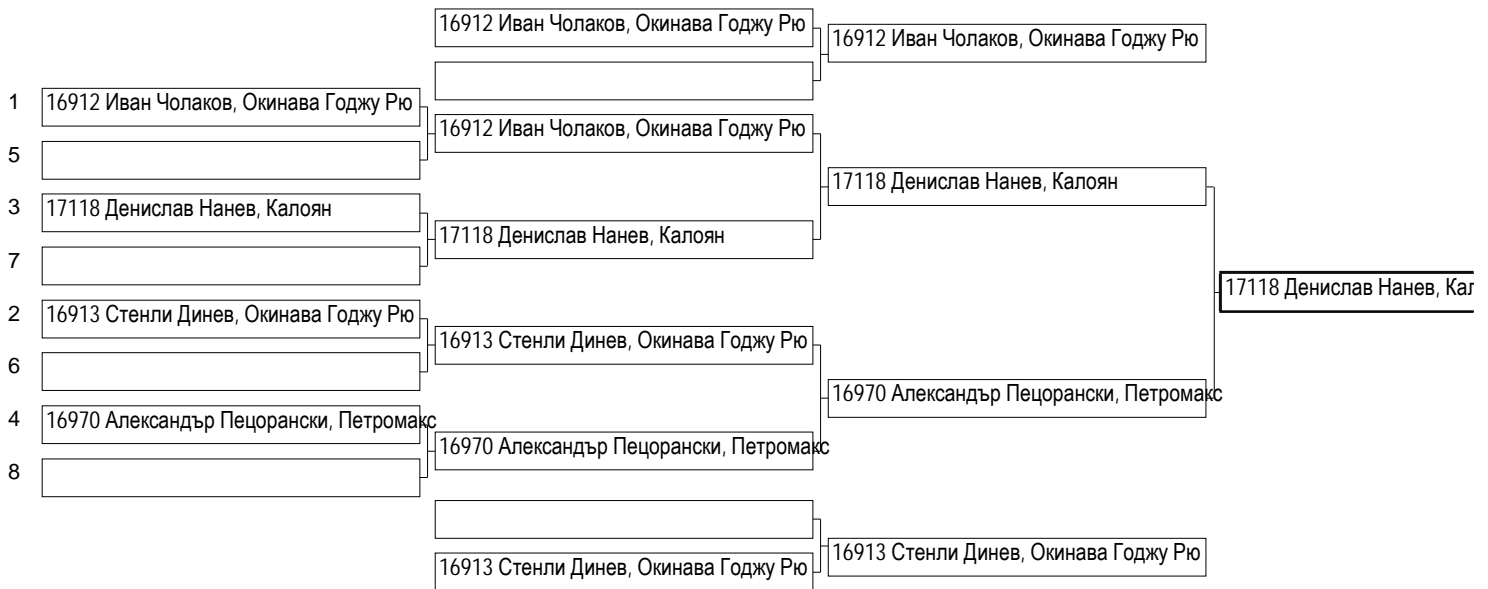 16912 Иван Чолаков, Окинава Годжу Рю
16912 Иван Чолаков, Окинава Годжу Рю
1 16912 Иван Чолаков, Окинава Годжу Рю
16912 Иван Чолаков, Окинава Годжу Рю
5
17118 Денислав Нанев, Калоян
3 17118 Денислав Нанев, Калоян
17118 Денислав Нанев, Калоян
7
17118 Денислав Нанев, Кал
2 16913 Стенли Динев, Окинава Годжу Рю
16913 Стенли Динев, Окинава Годжу Рю
6
16970 Александър Пецорански, Петромакс
4 16970 Александър Пецорански, Петромакс
16970 Александър Пецорански, Петромакс
8
16913 Стенли Динев, Окинава Годжу Рю
16913 Стенли Динев, Окинава Годжу Рю